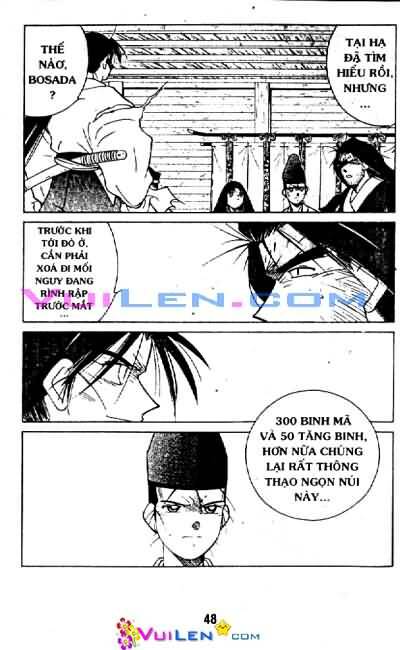 THẾ
NÀO,
BOSADA
?
TẠI HẠ
ĐÃ TÌM
HIỂU RỒI,
NHƯNG
...
TRƯỚC KHI
TỚI ĐÓ Ở,
CẦN PHẢI
XOÁ ĐI MỐI
NGUY ĐANG
RÌNH RẬP
TRƯỚC MẮT
...
VUILEN.COM
300 BINH MÃ
VÀ 50 TĂNG BINH,
HƠN NỮA CHÚNG
LẠI RẤT THÔNG
THẠO NGỌN NÚI
NÀY...
48
VUILEN.COM